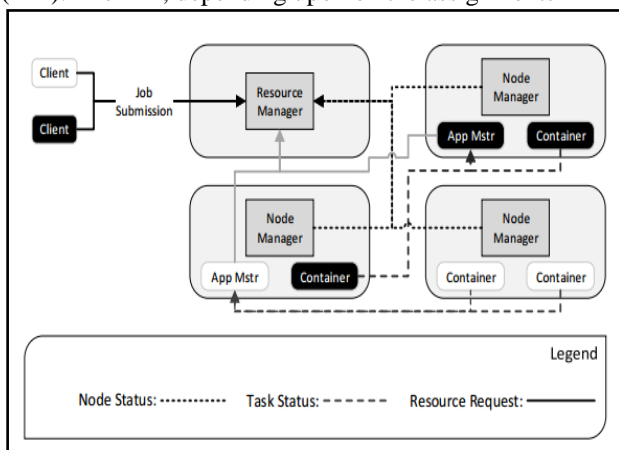 Client
Client
Job
Submission
Resource
Manager
Node
Manager
App Mstr
Container
Node
Manager
App Mstr
Container
Node
Manager
Container
Container
Legend
Node Status:
Task Status:
Resource Request: